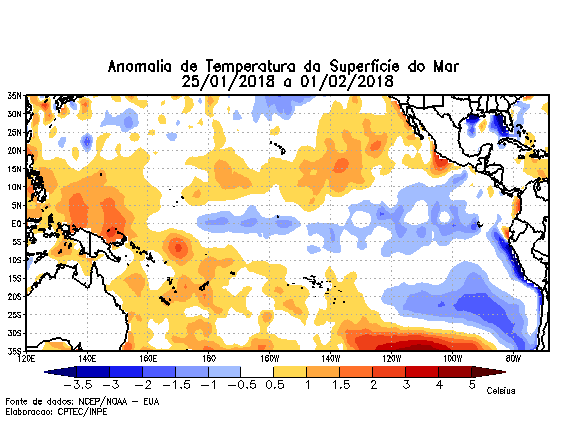 Anomalia de Temperatura da Superfície do Mar
25/01/2018 a 01/02/2018
35N
30N
25N
20N
15N
10N
5N
EQ
5S
10S
15S
20S
25S
30S
35S
120E 140E 160E 180 160W 140W 120W 100W 80W
−3.5 −3 −2 −1.5 −1 −0.5 0.5 1 1.5 2 3 4 5
Celsius
Fonte de dados: NCEP/NOAA − EUA
Elaboracao: CPTEC/INPE